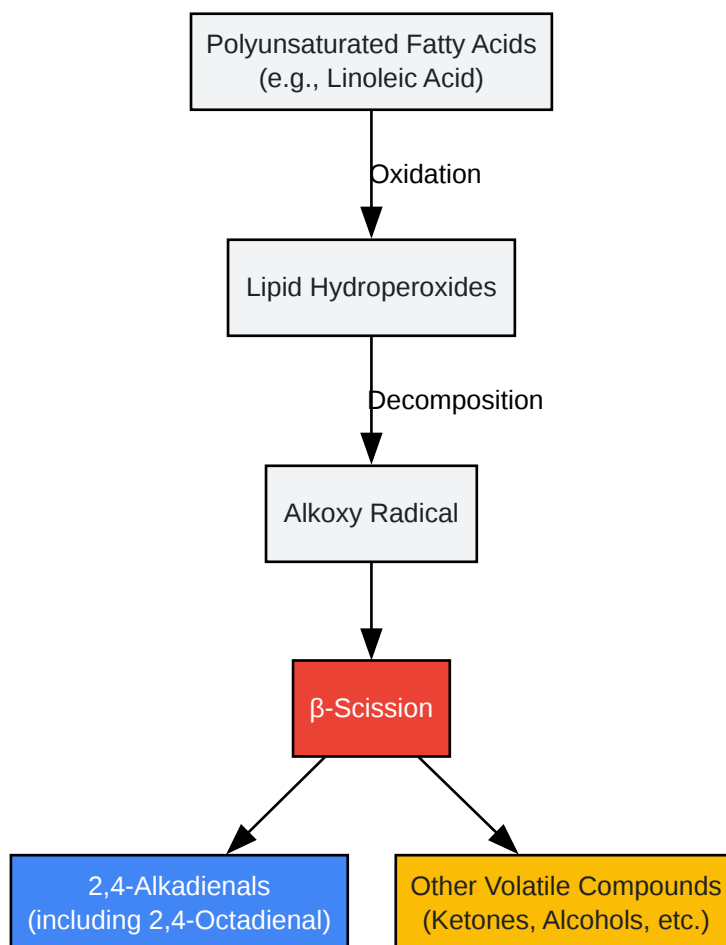 Polyunsaturated Fatty Acids
(e.g., Linoleic Acid)
Oxidation
Lipid Hydroperoxides
Decomposition
Alkoxy Radical
β-Scission
2,4-Alkadienals
(including 2,4-Octadienal)
Other Volatile Compounds
(Ketones, Alcohols, etc.)